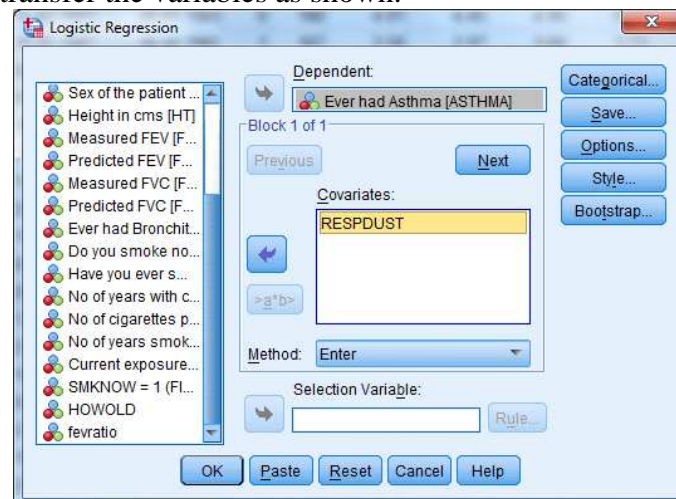 transfer the variables as shown.
Logistic Regression
Sex of the patient ...
Height in cms [HT]
Measured FEV [F...
Predicted FEV [F...
Measured FVC [F...
Predicted FVC [F...
Ever had Bronchit...
Do you smoke no...
Have you ever s...
No of years with c...
No of cigarettes p...
No of years smok...
Current exposure...
SMKNOW = 1 (FI...
HOWOLD
fevratio
Dependent:
Ever had Asthma [ASTHMA]
Block 1 of 1
Previous
Next
Covariates:
RESPDUST
>a*b>
Method:
Enter
Selection Variable:
Rule...
Categorical...
Save...
Options...
Style...
Bootstrap...
OK
Paste
Reset
Cancel
Help